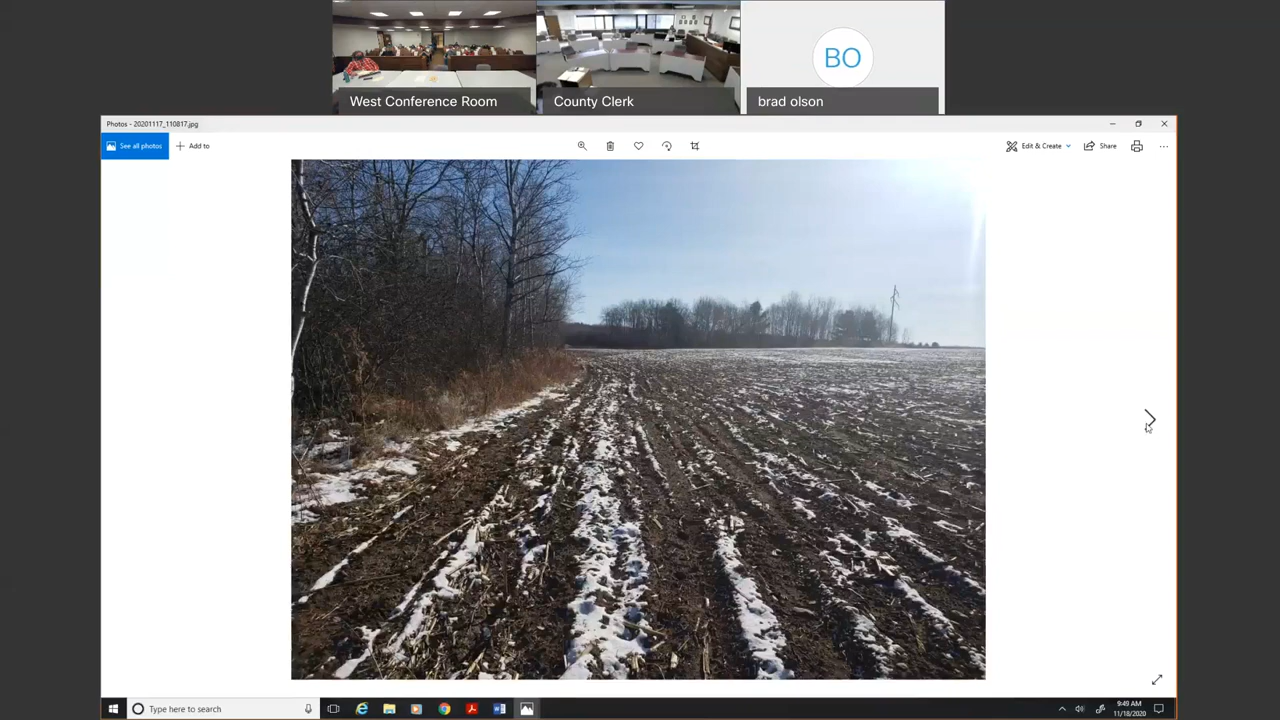 BO
West Conference Room
County Clerk
brad olson
Photos - 20201117_110817.jpg
See all photos
Add to
Edit & Create
Share
Type here to search
9:49 AM
11/18/2020